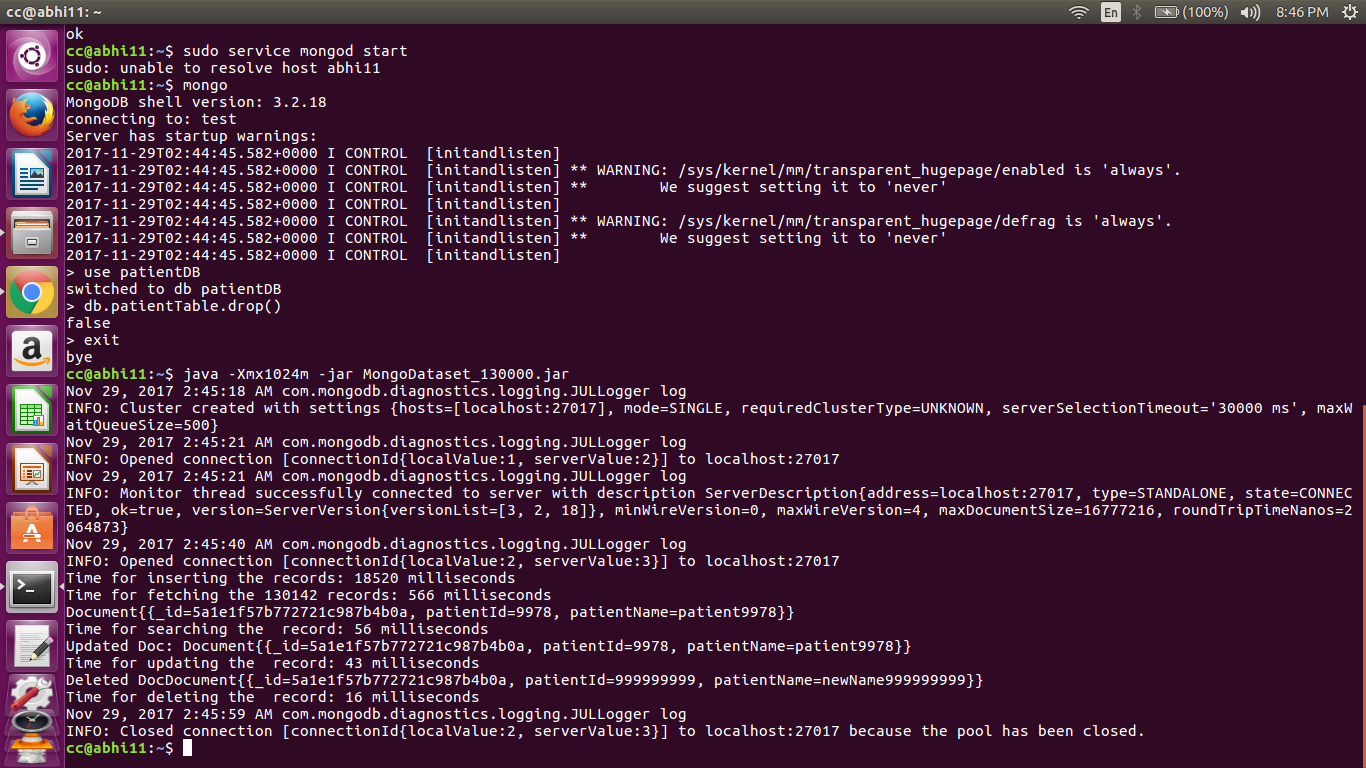 cc@abhi11: ~
En
(100%)
8:46 PM
ok
cc@abhi11:~$ sudo service mongod start
sudo: unable to resolve host abhi11
cc@abhi11:~$ mongo
MongoDB shell version: 3.2.18
connecting to: test
Server has startup warnings:
2017-11-29T02:44:45.582+0000 I CONTROL  [initandlisten]
2017-11-29T02:44:45.582+0000 I CONTROL  [initandlisten] ** WARNING: /sys/kernel/mm/transparent_hugepage/enabled is 'always'.
2017-11-29T02:44:45.582+0000 I CONTROL  [initandlisten] **        We suggest setting it to 'never'
2017-11-29T02:44:45.582+0000 I CONTROL  [initandlisten]
2017-11-29T02:44:45.582+0000 I CONTROL  [initandlisten] ** WARNING: /sys/kernel/mm/transparent_hugepage/defrag is 'always'.
2017-11-29T02:44:45.582+0000 I CONTROL  [initandlisten] **        We suggest setting it to 'never'
2017-11-29T02:44:45.582+0000 I CONTROL  [initandlisten]
> use patientDB
switched to db patientDB
> db.patientTable.drop()
false
> exit
bye
cc@abhi11:~$ java -Xmx1024m -jar MongoDataset_130000.jar
Nov 29, 2017 2:45:18 AM com.mongodb.diagnostics.logging.JULLogger log
INFO: Cluster created with settings {hosts=[localhost:27017], mode=SINGLE, requiredClusterType=UNKNOWN, serverSelectionTimeout='30000 ms', maxW
aitQueueSize=500}
Nov 29, 2017 2:45:21 AM com.mongodb.diagnostics.logging.JULLogger log
INFO: Opened connection [connectionId{localValue:1, serverValue:2}] to localhost:27017
Nov 29, 2017 2:45:21 AM com.mongodb.diagnostics.logging.JULLogger log
INFO: Monitor thread successfully connected to server with description ServerDescription{address=localhost:27017, type=STANDALONE, state=CONNEC
TED, ok=true, version=ServerVersion{versionList=[3, 2, 18]}, minWireVersion=0, maxWireVersion=4, maxDocumentSize=16777216, roundTripTimeNanos=2
064873}
Nov 29, 2017 2:45:40 AM com.mongodb.diagnostics.logging.JULLogger log
INFO: Opened connection [connectionId{localValue:2, serverValue:3}] to localhost:27017
Time for inserting the records: 18520 milliseconds
Time for fetching the 130142 records: 566 milliseconds
Document{{_id=5a1e1f57b772721c987b4b0a, patientId=9978, patientName=patient9978}}
Time for searching the  record: 56 milliseconds
Updated Doc: Document{{_id=5a1e1f57b772721c987b4b0a, patientId=9978, patientName=patient9978}}
Time for updating the  record: 43 milliseconds
Deleted DocDocument{{_id=5a1e1f57b772721c987b4b0a, patientId=999999999, patientName=newName999999999}}
Time for deleting the  record: 16 milliseconds
Nov 29, 2017 2:45:59 AM com.mongodb.diagnostics.logging.JULLogger log
INFO: Closed connection [connectionId{localValue:2, serverValue:3}] to localhost:27017 because the pool has been closed.
cc@abhi11:~$